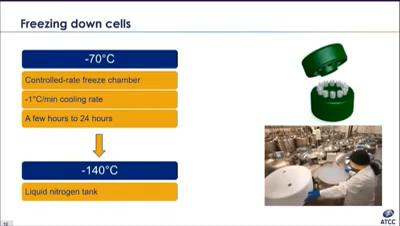 Freezing down cells
-70°C
Controlled-rate freeze chamber
-1°C/min cooling rate
A few hours to 24 hours
-140°C
Liquid nitrogen tank
ATCC